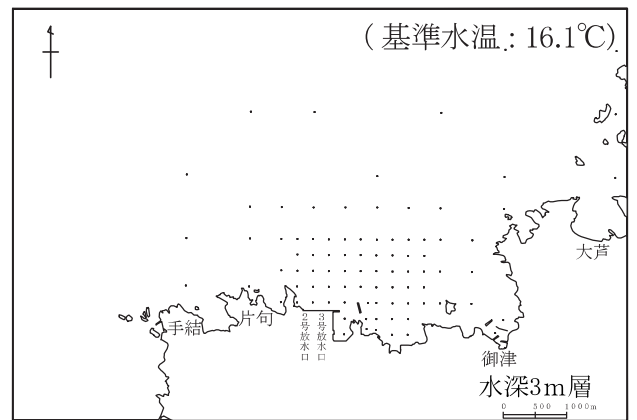 (基準水温:16.1℃)
大芦
手結
片句
2号放水口
3号放水口
御津
水深3m層
0 500 1000m